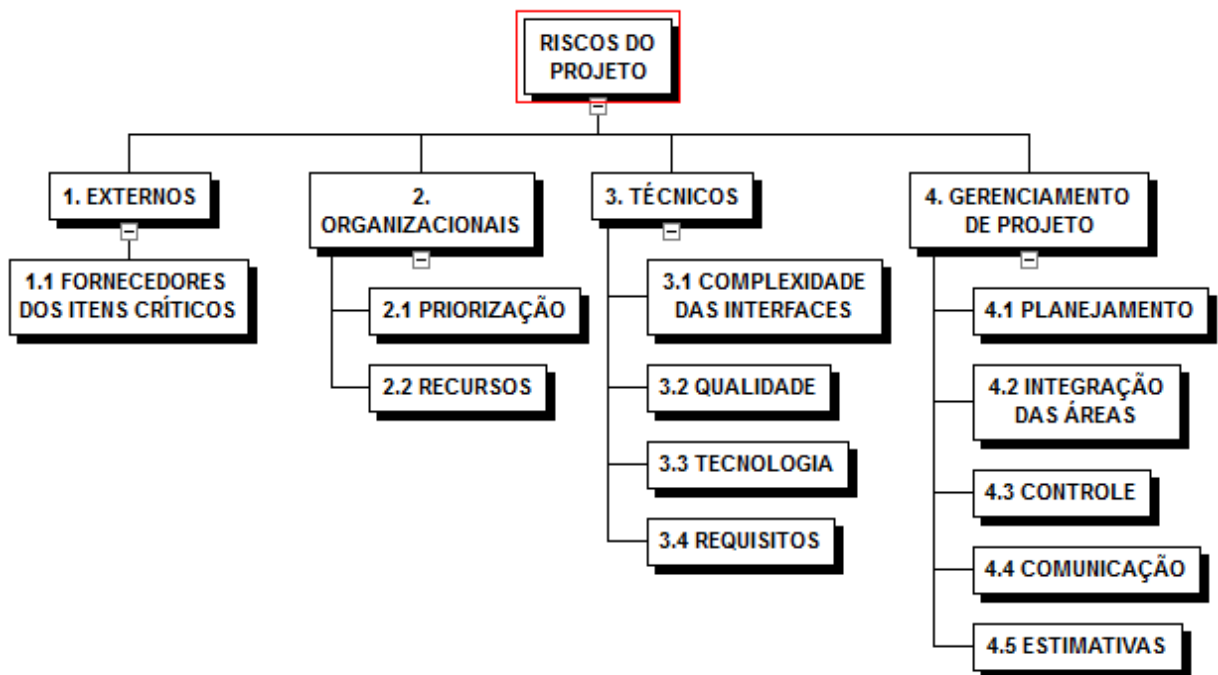 RISCOS DO
PROJETO
1. EXTERNOS
1.1 FORNECEDORES
DOS ITENS CRÍTICOS
2.
ORGANIZACIONAIS
2.1 PRIORIZAÇÃO
2.2 RECURSOS
3. TÉCNICOS
3.1 COMPLEXIDADE
DAS INTERFACES
3.2 QUALIDADE
3.3 TECNOLOGIA
3.4 REQUISITOS
4. GERENCIAMENTO
DE PROJETO
4.1 PLANEJAMENTO
4.2 INTEGRAÇÃO
DAS ÁREAS
4.3 CONTROLE
4.4 COMUNICAÇÃO
4.5 ESTIMATIVAS